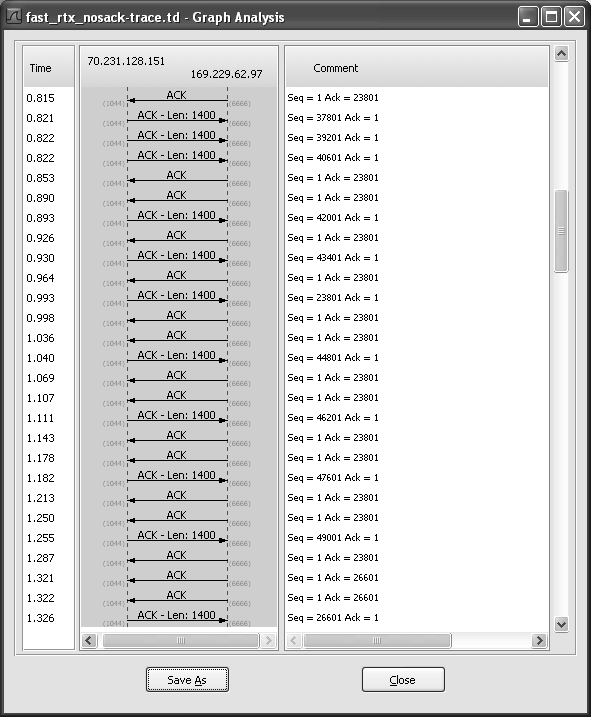 fast_rtx_nosack-trace.td - Graph Analysis
Time 70.231.128.151 169.229.62.97 Comment
0.815 (1044) ACK (6666) Seq = 1 Ack = 23801
0.821 (1044) ACK - Len: 1400 (6666) Seq = 37801 Ack = 1
0.822 (1044) ACK - Len: 1400 (6666) Seq = 39201 Ack = 1
0.822 (1044) ACK - Len: 1400 (6666) Seq = 40601 Ack = 1
0.853 (1044) ACK (6666) Seq = 1 Ack = 23801
0.890 (1044) ACK (6666) Seq = 1 Ack = 23801
0.893 (1044) ACK - Len: 1400 (6666) Seq = 42001 Ack = 1
0.926 (1044) ACK (6666) Seq = 1 Ack = 23801
0.930 (1044) ACK - Len: 1400 (6666) Seq = 43401 Ack = 1
0.964 (1044) ACK (6666) Seq = 1 Ack = 23801
0.993 (1044) ACK - Len: 1400 (6666) Seq = 23801 Ack = 1
0.998 (1044) ACK (6666) Seq = 1 Ack = 23801
1.036 (1044) ACK (6666) Seq = 1 Ack = 23801
1.040 (1044) ACK - Len: 1400 (6666) Seq = 44801 Ack = 1
1.069 (1044) ACK (6666) Seq = 1 Ack = 23801
1.107 (1044) ACK (6666) Seq = 1 Ack = 23801
1.111 (1044) ACK - Len: 1400 (6666) Seq = 46201 Ack = 1
1.143 (1044) ACK (6666) Seq = 1 Ack = 23801
1.178 (1044) ACK (6666) Seq = 1 Ack = 23801
1.182 (1044) ACK - Len: 1400 (6666) Seq = 47601 Ack = 1
1.213 (1044) ACK (6666) Seq = 1 Ack = 23801
1.250 (1044) ACK (6666) Seq = 1 Ack = 23801
1.255 (1044) ACK - Len: 1400 (6666) Seq = 49001 Ack = 1
1.287 (1044) ACK (6666) Seq = 1 Ack = 23801
1.321 (1044) ACK (6666) Seq = 1 Ack = 26601
1.322 (1044) ACK (6666) Seq = 1 Ack = 26601
1.326 (1044) ACK - Len: 1400 (6666) Seq = 26601 Ack = 1
Save As Close